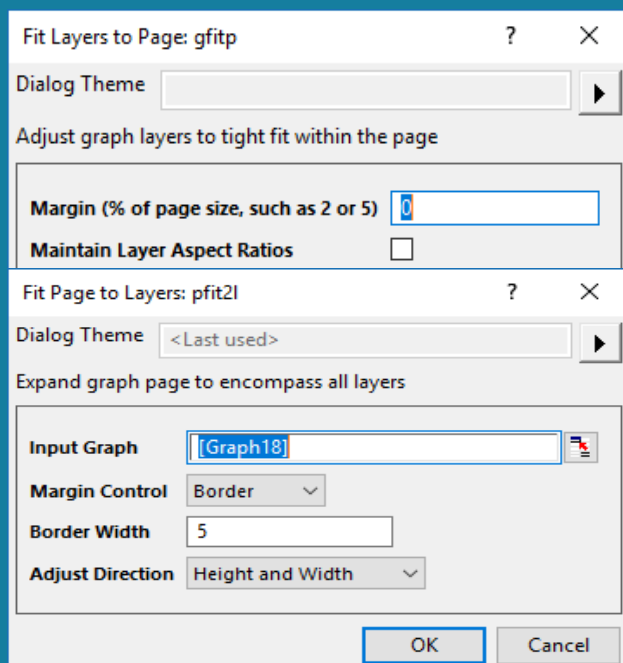 Fit Layers to Page: gfitp ?
Dialog Theme
Adjust graph layers to tight fit within the page
Margin (% of page size, such as 2 or 5) 0
Maintain Layer Aspect Ratios
Fit Page to Layers: pfit2l ?
Dialog Theme <Last used>
Expand graph page to encompass all layers
Input Graph [Graph18]
Margin Control Border
Border Width 5
Adjust Direction Height and Width
OK Cancel